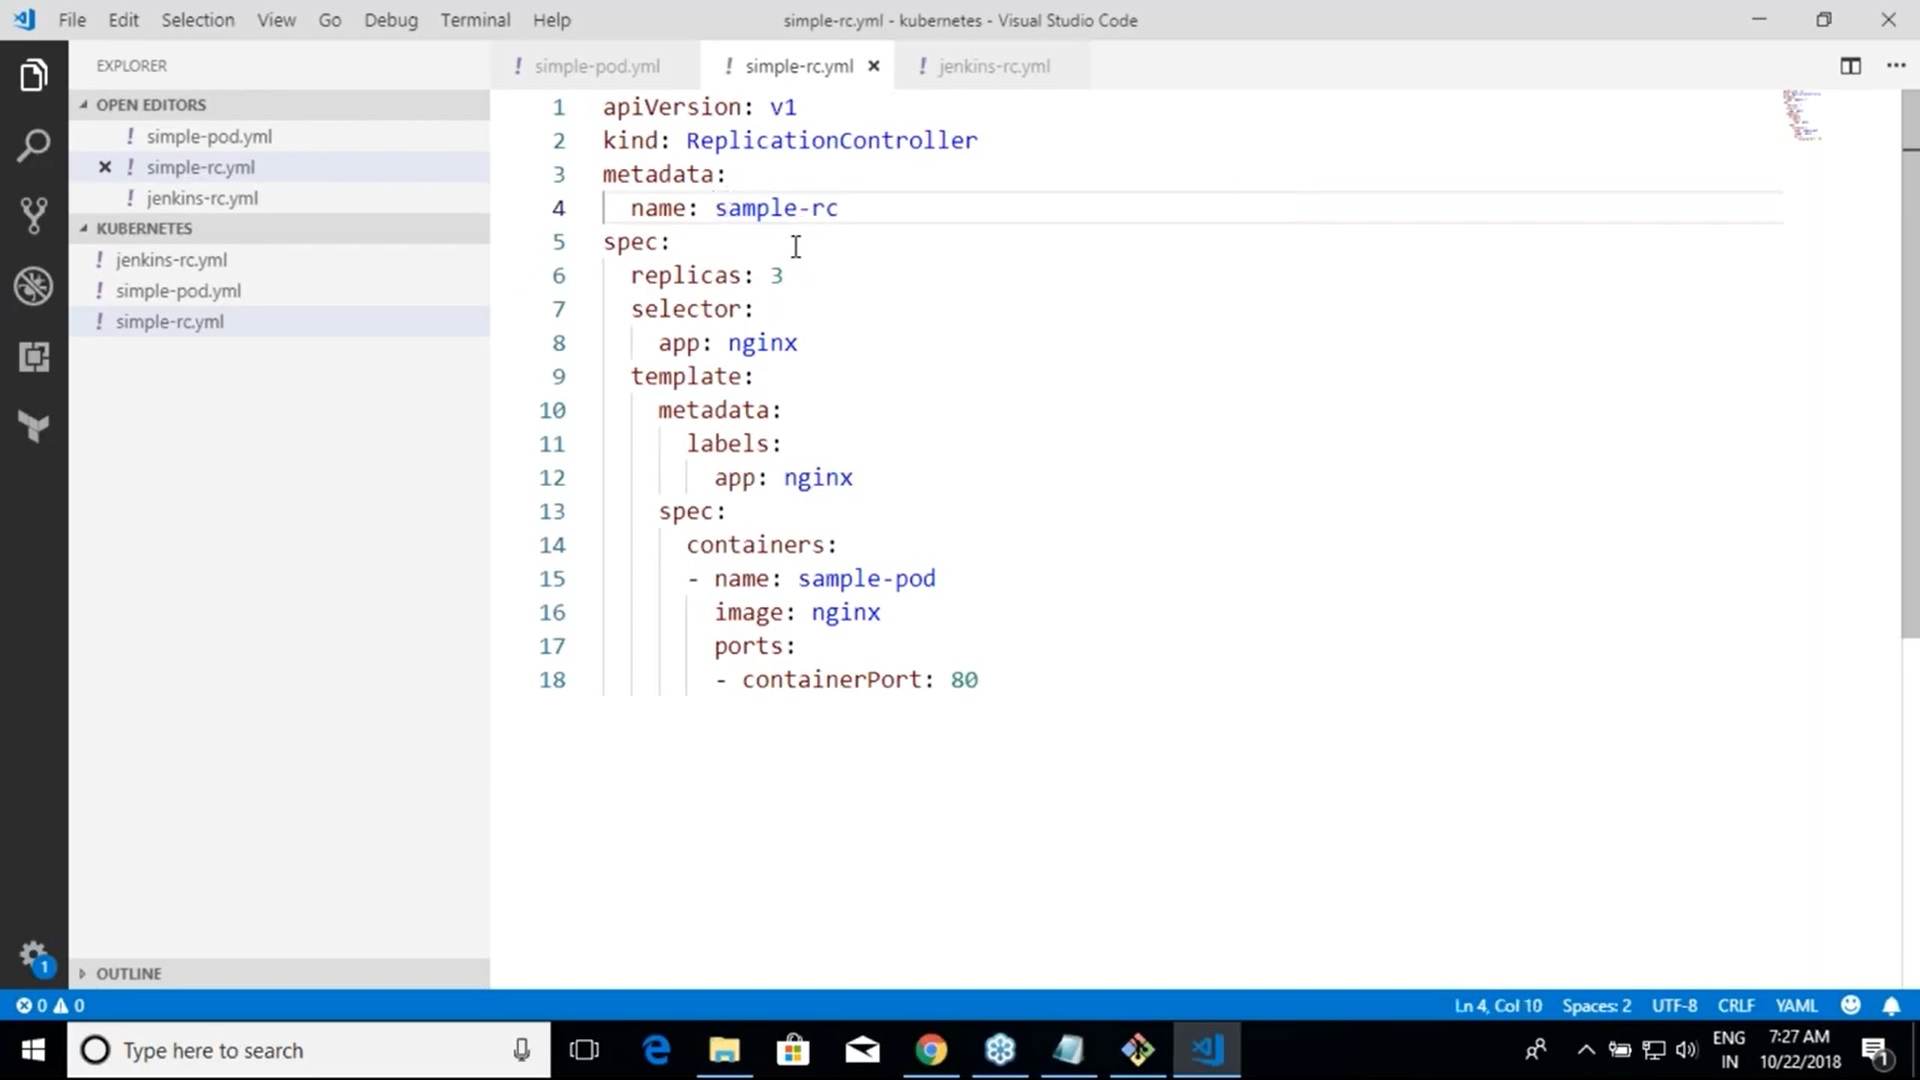 File Edit Selection View Go Debug Terminal Help
simple-rc.yml - kubernetes - Visual Studio Code
EXPLORER
OPEN EDITORS
! simple-pod.yml
! simple-rc.yml
! jenkins-rc.yml
KUBERNETES
! jenkins-rc.yml
! simple-pod.yml
! simple-rc.yml
OUTLINE
! simple-pod.yml ! simple-rc.yml ! jenkins-rc.yml
1 apiVersion: v1
2 kind: ReplicationController
3 metadata:
4 name: sample-rc
5 spec:
6 replicas: 3
7 selector:
8 app: nginx
9 template:
10 metadata:
11 labels:
12 app: nginx
13 spec:
14 containers:
15 - name: sample-pod
16 image: nginx
17 ports:
18 - containerPort: 80
1
0 0
Ln 4, Col 10 Spaces: 2 UTF-8 CRLF YAML
Type here to search
ENG
IN
7:27 AM
10/22/2018
1